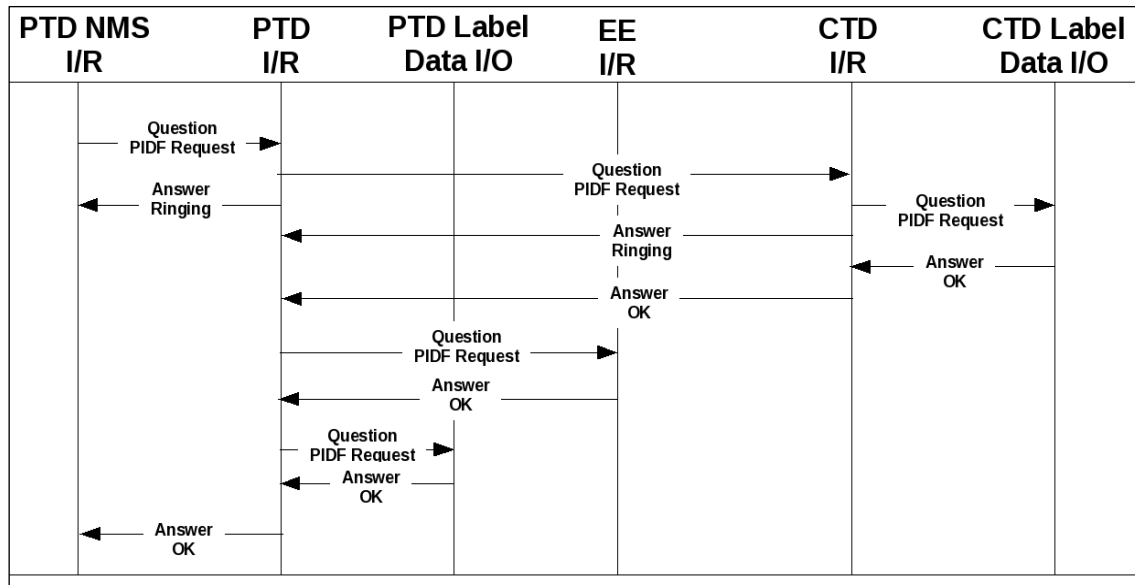 PTD NMS
I/R
PTD
I/R
PTD Label
Data I/O
EE
I/R
CTD
I/R
CTD Label
Data I/O
Question
PIDF Request
Question
PIDF Request
Answer
Ringing
Question
PIDF Request
Answer
Ringing
Answer
OK
Answer
OK
Question
PIDF Request
Answer
OK
Question
PIDF Request
Answer
OK
Answer
OK